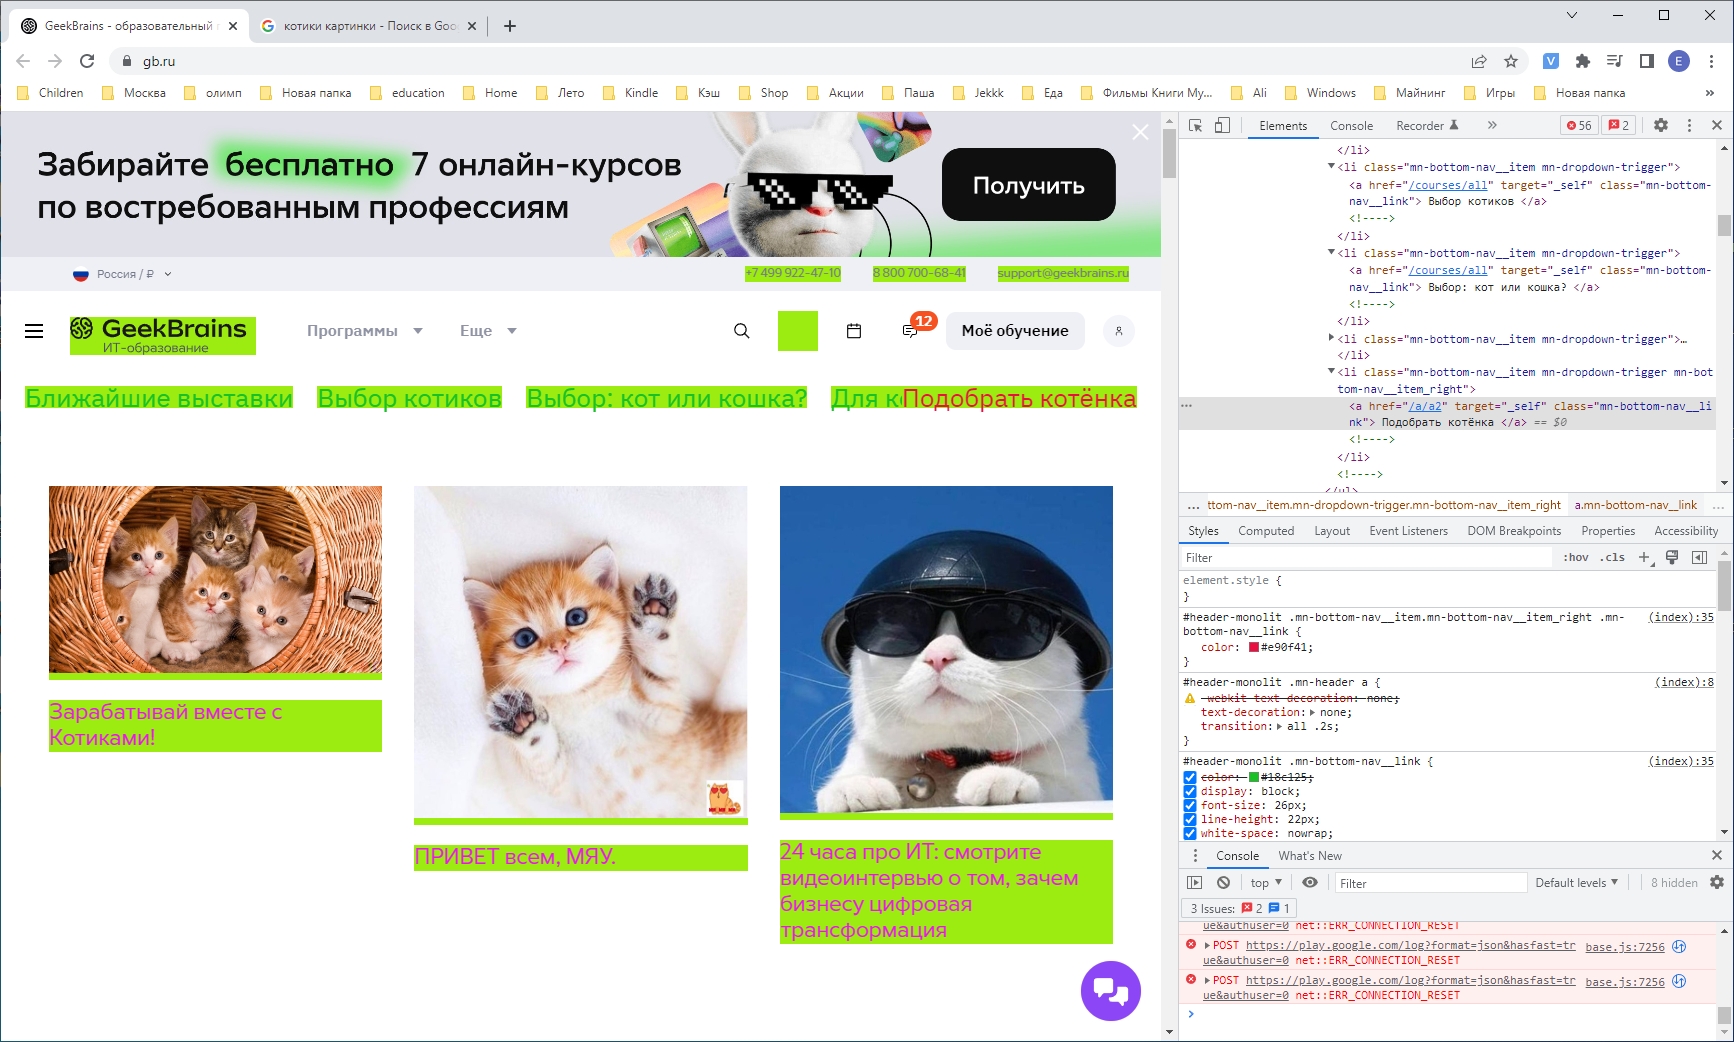 GeekBrains - образовательный
котики картинки - Поиск в Goo
gb.ru
E
Children
Москва
олимп
Новая папка
education
Home
Лето
Kindle
Кэш
Shop
Акции
Паша
Jekkk
Еда
Фильмы Книги Му...
Ali
Windows
Майнинг
Игры
Новая папка
»
Забирайте бесплатно 7 онлайн-курсов
по востребованным профессиям
Получить
Россия / ₽
+7 499 922-47-10
8 800 700-68-41
support@geekbrains.ru
GeekBrains
ИТ-образование
Программы
Еще
12
Моё обучение
Ближайшие выставки
Выбор котиков
Выбор: кот или кошка?
Для к
Подобрать котёнка
Зарабатывай вместе с
Котиками!
ПРИВЕТ всем, МЯУ.
24 часа про ИТ: смотрите
видеоинтервью о том, зачем
бизнесу цифровая
трансформация
Elements
Console
Recorder
»
56
2
</li>
<li class="mn-bottom-nav__item mn-dropdown-trigger">
<a href="/courses/all" target="_self" class="mn-bottom-
nav__link"> Выбор котиков </a>
<!---->
</li>
<li class="mn-bottom-nav__item mn-dropdown-trigger">
<a href="/courses/all" target="_self" class="mn-bottom-
nav__link"> Выбор: кот или кошка? </a>
<!---->
</li>
<li class="mn-bottom-nav__item mn-dropdown-trigger">…
</li>
<li class="mn-bottom-nav__item mn-dropdown-trigger mn-bot
tom-nav__item_right">
<a href="/a/a2" target="_self" class="mn-bottom-nav__li
nk"> Подобрать котёнка </a> == $0
<!---->
</li>
<!---->
</ul>
... ttom-nav__item.mn-dropdown-trigger.mn-bottom-nav__item_right a.mn-bottom-nav__link ...
Styles
Computed
Layout
Event Listeners
DOM Breakpoints
Properties
Accessibility
Filter
:hov .cls +
element.style {
}
#header-monolit .mn-bottom-nav__item.mn-bottom-nav__item_right .mn- (index):35
bottom-nav__link {
color: #e90f41;
}
#header-monolit .mn-header a { (index):8
-webkit-text-decoration: none;
text-decoration: none;
transition: all .2s;
}
#header-monolit .mn-bottom-nav__link { (index):35
color: #18c125;
display: block;
font-size: 26px;
line-height: 22px;
white-space: nowrap;
Console
What's New
top
Filter
Default levels
8 hidden
3 Issues: 2 1
ue&authuser=0 net::ERR_CONNECTION_RESET
POST https://play.google.com/log?format=json&hasfast=tr base.js:7256
ue&authuser=0 net::ERR_CONNECTION_RESET
POST https://play.google.com/log?format=json&hasfast=tr base.js:7256
ue&authuser=0 net::ERR_CONNECTION_RESET